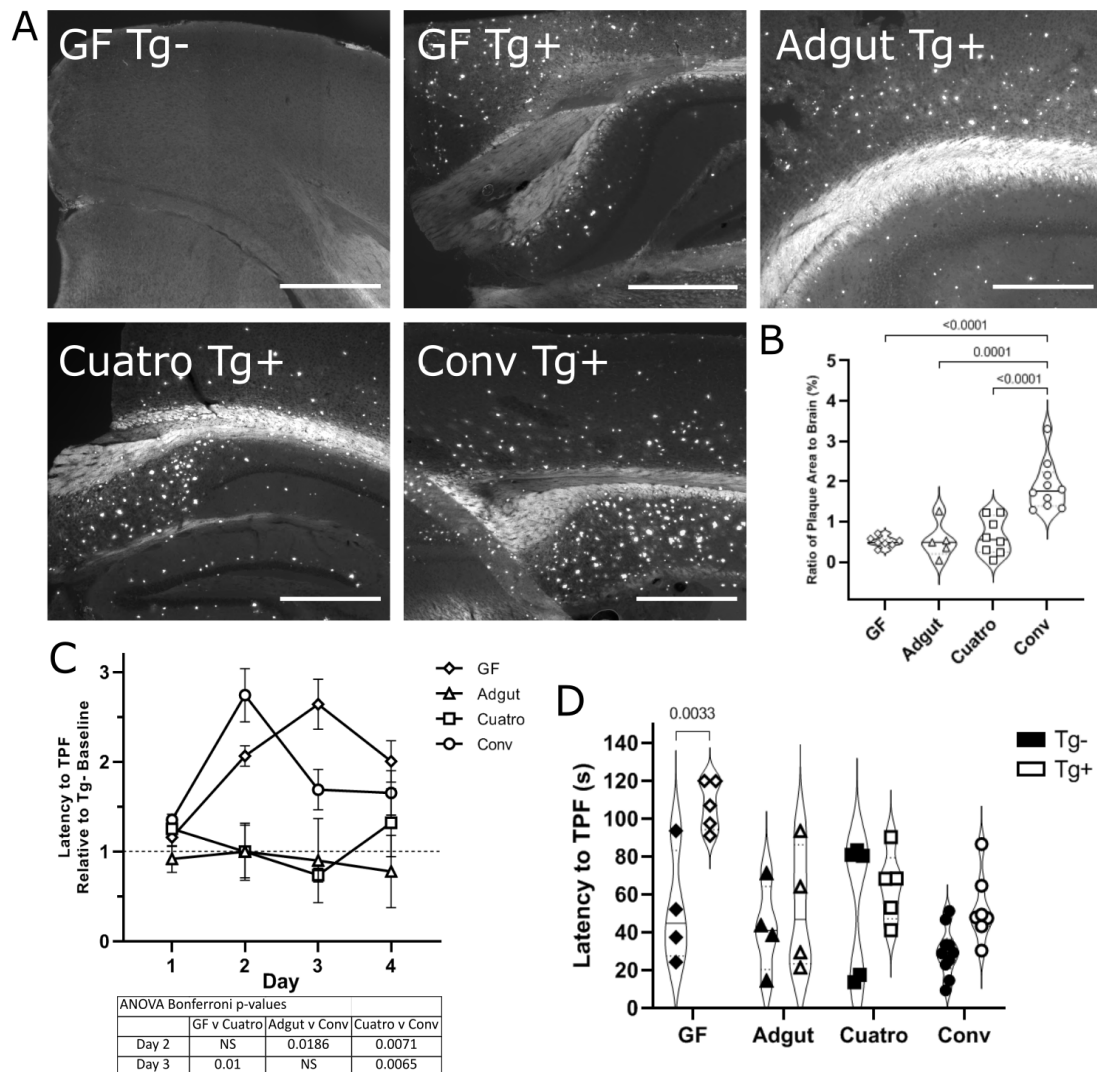 A
GF Tg-
GF Tg+
Adgut Tg+
Cuatro Tg+
Conv Tg+
B
<0.0001
0.0001
<0.0001
Ratio of Plaque Area to Brain (%)
5
4
3
2
1
0
GF
Adgut
Cuatro
Conv
C
Latency to TPF
Relative to Tg- Baseline
3
2
1
0
1 2 3 4
Day
GF
Adgut
Cuatro
Conv
ANOVA Bonferroni p-values
GF v Cuatro Adgut v Conv Cuatro v Conv
Day 2 NS 0.0186 0.0071
Day 3 0.01 NS 0.0065
D
0.0033
Tg-
Tg+
Latency to TPF (s)
140
120
100
80
60
40
20
0
GF Adgut Cuatro Conv